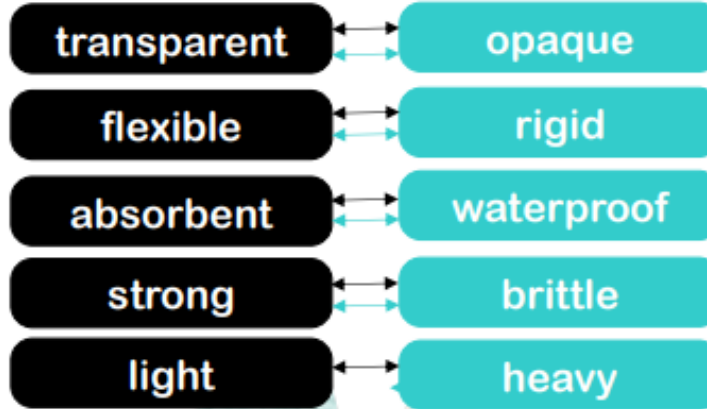 transparent opaque
flexible rigid
absorbent waterproof
strong brittle
light heavy